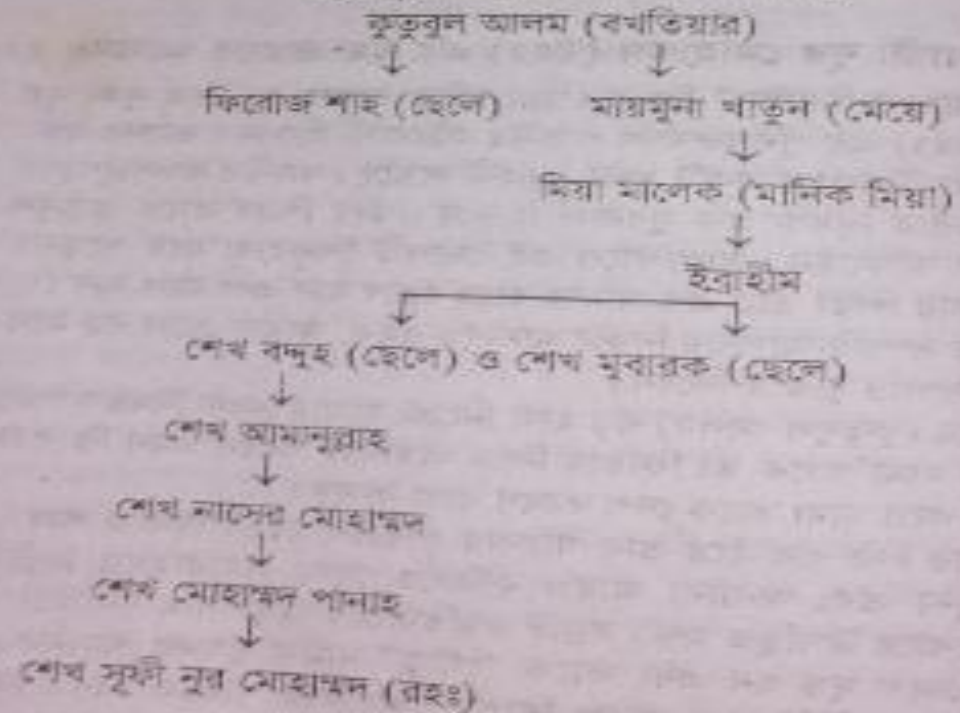 কুতুবুল আলম (বখতিয়ার)
ফিরোজ শাহ (ছেলে) মায়মুনা খাতুন (মেয়ে)
মিয়া মালেক (মানিক মিয়া)
ইব্রাহীম
শেখ বদ্দুহ (ছেলে) ও শেখ মুবারক (ছেলে)
শেখ আমানুল্লাহ
শেখ নাসের মোহাম্মদ
শেখ মোহাম্মদ পানাহ
শেখ সূফী নুর মোহাম্মদ (রহঃ)